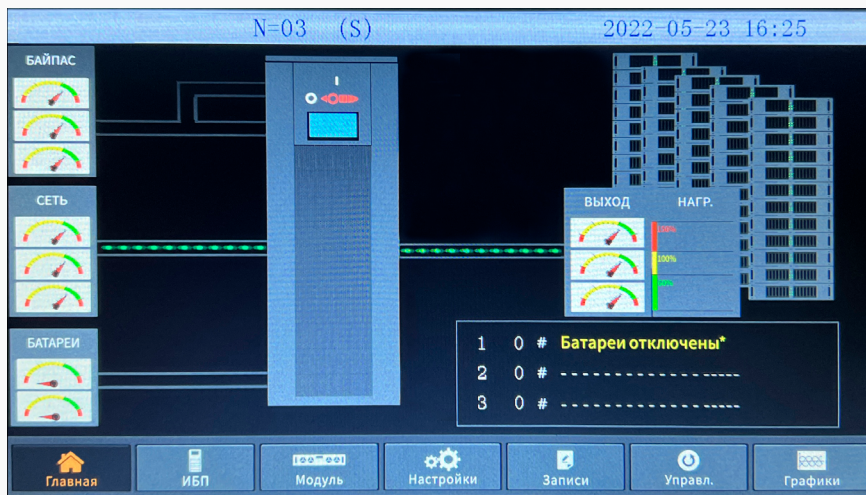 N=03 (S) 2022-05-23 16:25
БАЙПАС
СЕТЬ
БАТАРЕИ
ВЫХОД НАГР.
100%
1 0 # Батареи отключены*
2 0 # - - - - - - - - - - - - - - - - - - - -
3 0 # - - - - - - - - - - - - - - - - - - - -
Главная ИБП Модуль Настройки Записи Управл. Графики